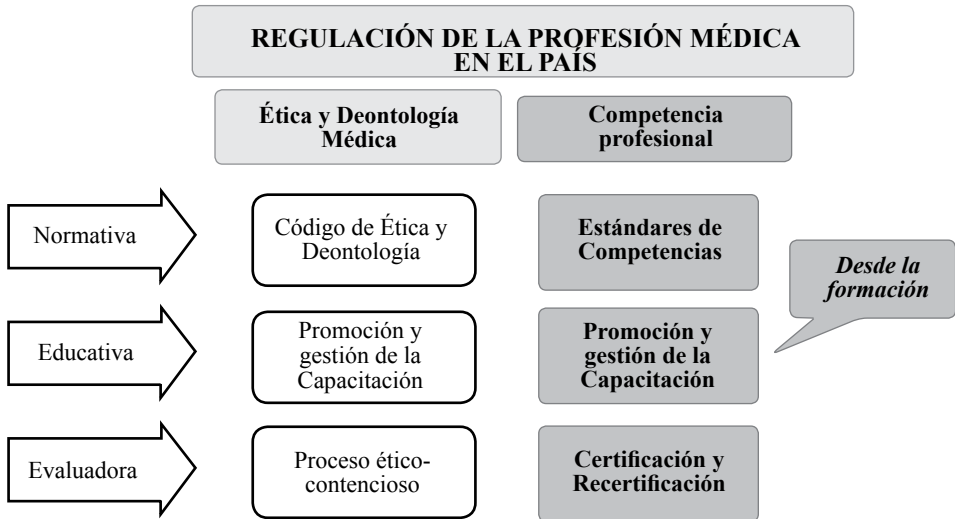 REGULACIÓN DE LA PROFESIÓN MÉDICA
EN EL PAÍS
Ética y Deontología
Médica
Competencia
profesional
Normativa
Código de Ética y
Deontología
Estándares de
Competencias
Desde la
formación
Educativa
Promoción y
gestión de la
Capacitación
Promoción y
gestión de la
Capacitación
Evaluadora
Proceso ético-
contencioso
Certificación y
Recertificación